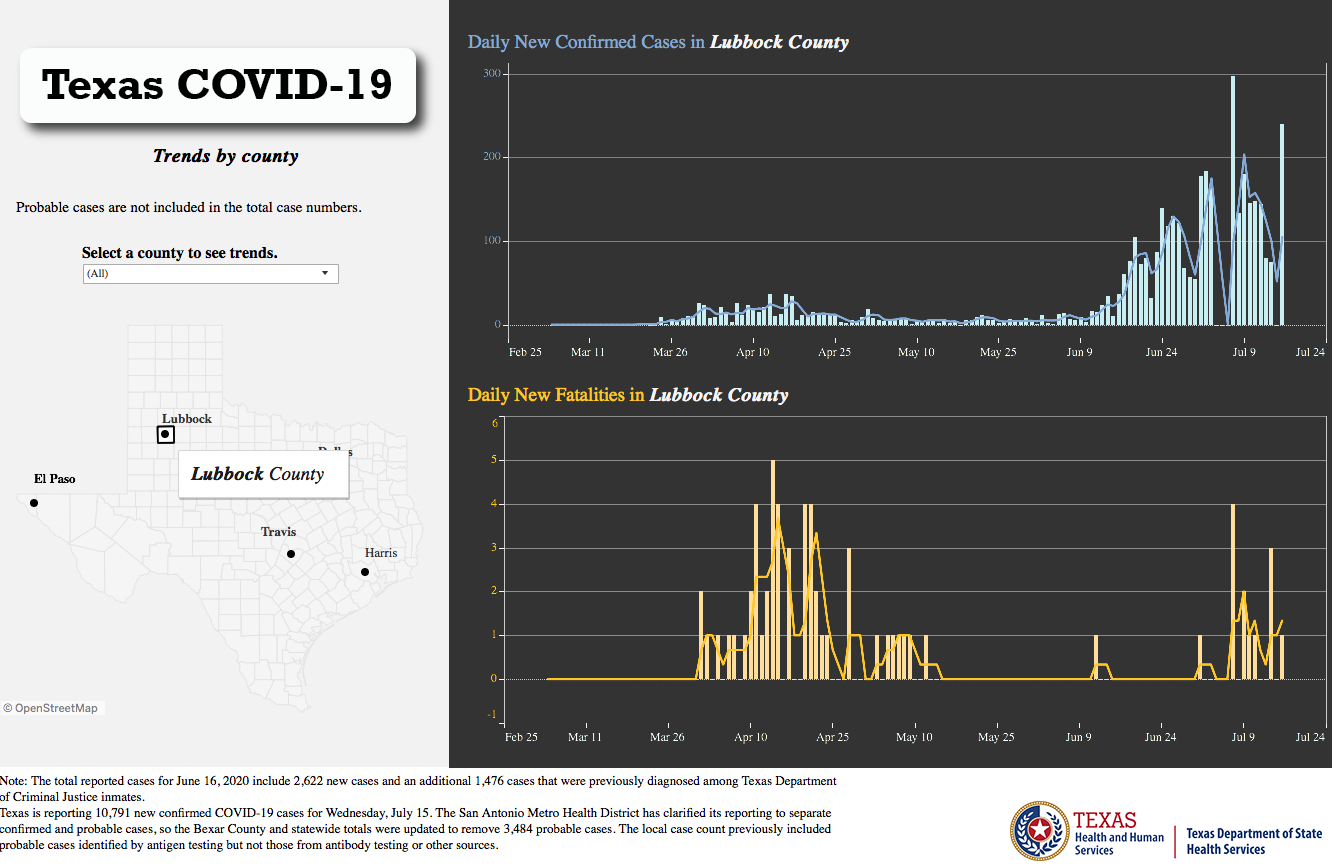 Texas COVID-19
Trends by county
Probable cases are not included in the total case numbers.
Select a county to see trends.
(All)
Lubbock
Lubbock County
El Paso
Travis
Harris
© OpenStreetMap
Daily New Confirmed Cases in Lubbock County
300
200
100
0
Feb 25 Mar 11 Mar 26 Apr 10 Apr 25 May 10 May 25 Jun 9 Jun 24 Jul 9 Jul 24
Daily New Fatalities in Lubbock County
6
5
4
3
2
1
0
-1
Feb 25 Mar 11 Mar 26 Apr 10 Apr 25 May 10 May 25 Jun 9 Jun 24 Jul 9 Jul 24
Note: The total reported cases for June 16, 2020 include 2,622 new cases and an additional 1,476 cases that were previously diagnosed among Texas Department
of Criminal Justice inmates.
Texas is reporting 10,791 new confirmed COVID-19 cases for Wednesday, July 15. The San Antonio Metro Health District has clarified its reporting to separate
confirmed and probable cases, so the Bexar County and statewide totals were updated to remove 3,484 probable cases. The local case count previously included
probable cases identified by antigen testing but not those from antibody testing or other sources.
TEXAS
Health and Human
Services
Texas Department of State
Health Services